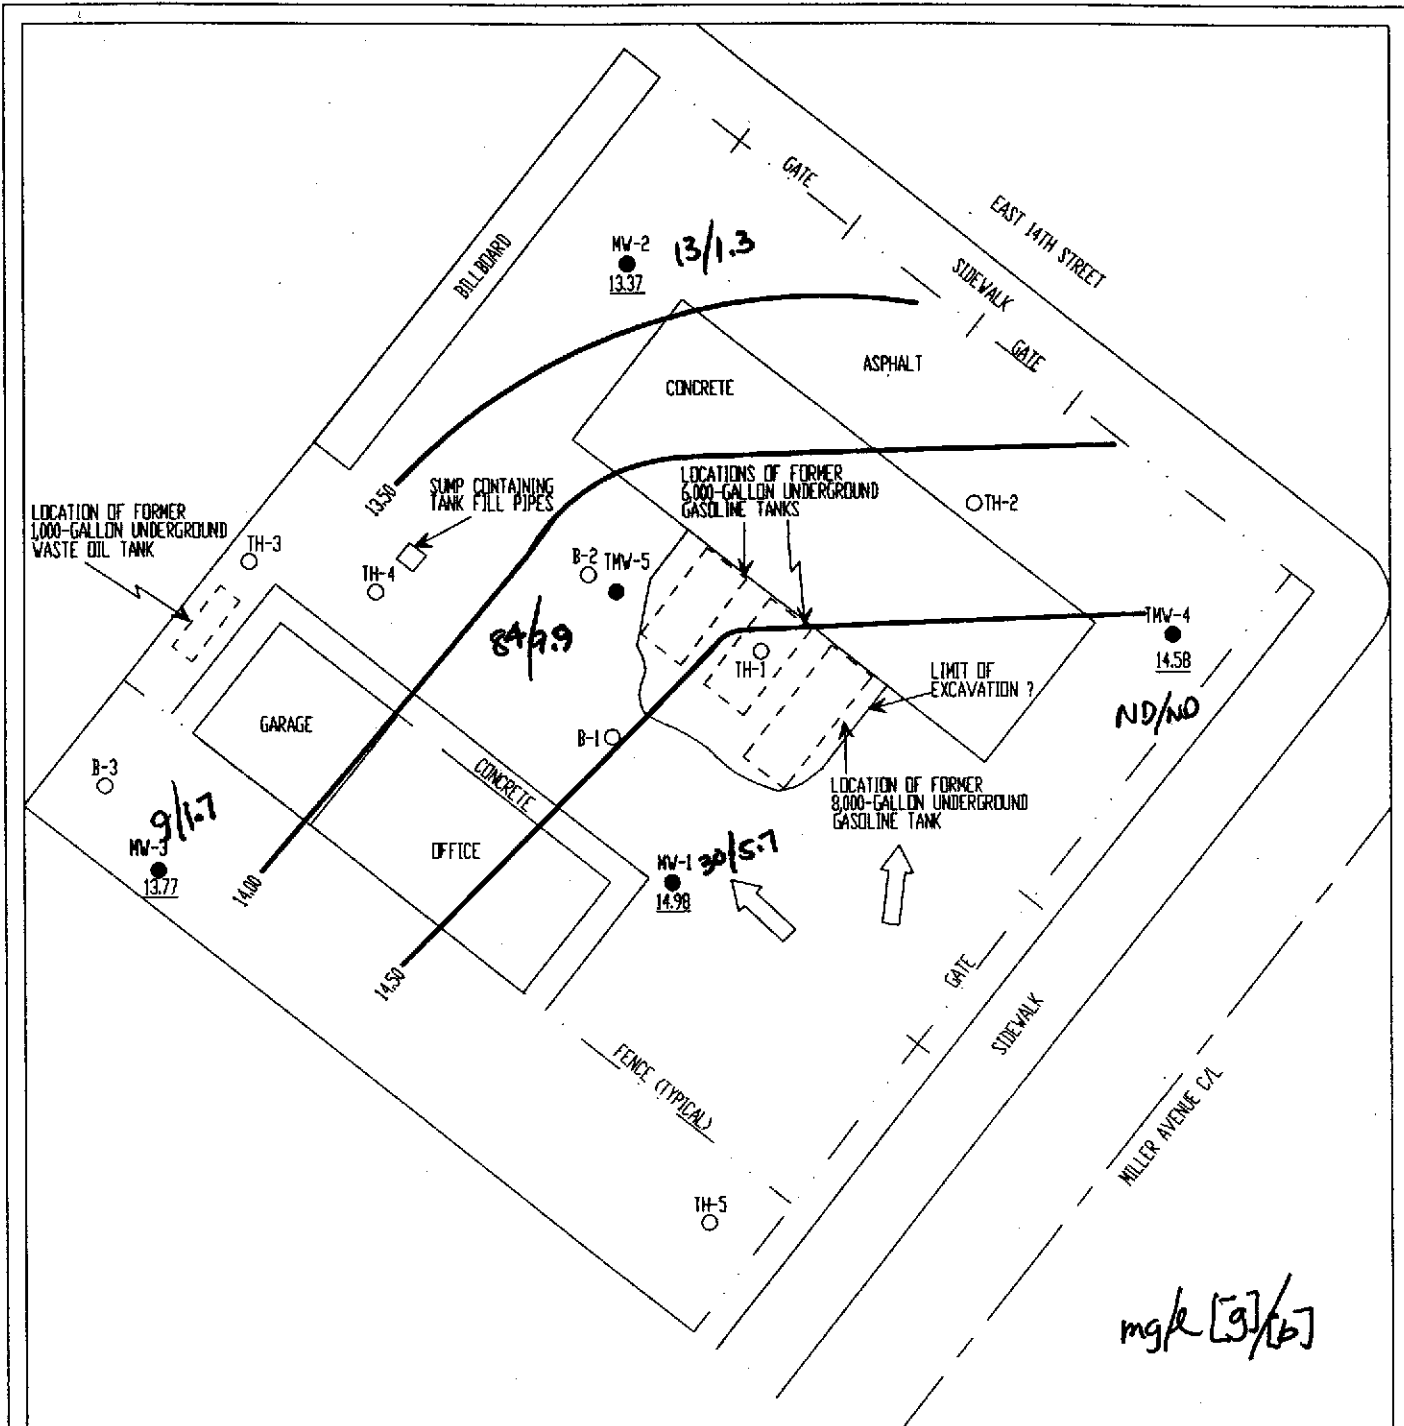 GATE
EAST 14TH STREET
SIDEWALK
GATE
BILLBOARD
MW-2
13.37
13/1.3
CONCRETE
ASPHALT
13.50
SUMP CONTAINING
TANK FILL PIPES
LOCATIONS OF FORMER
6,000-GALLON UNDERGROUND
GASOLINE TANKS
TH-2
LOCATION OF FORMER
1,000-GALLON UNDERGROUND
WASTE OIL TANK
TH-3
TH-4
B-2
TMW-5
84/9.9
TH-1
TMW-4
14.58
ND/ND
LIMIT OF
EXCAVATION ?
GARAGE
B-1
CONCRETE
B-3
9/1.7
MW-3
13.77
14.00
OFFICE
MW-1
14.98
30/5.7
LOCATION OF FORMER
8,000-GALLON UNDERGROUND
GASOLINE TANK
14.50
GATE
SIDEWALK
FENCE (TYPICAL)
MILLER AVENUE C/L
TH-5
mg/l [g]/[b]